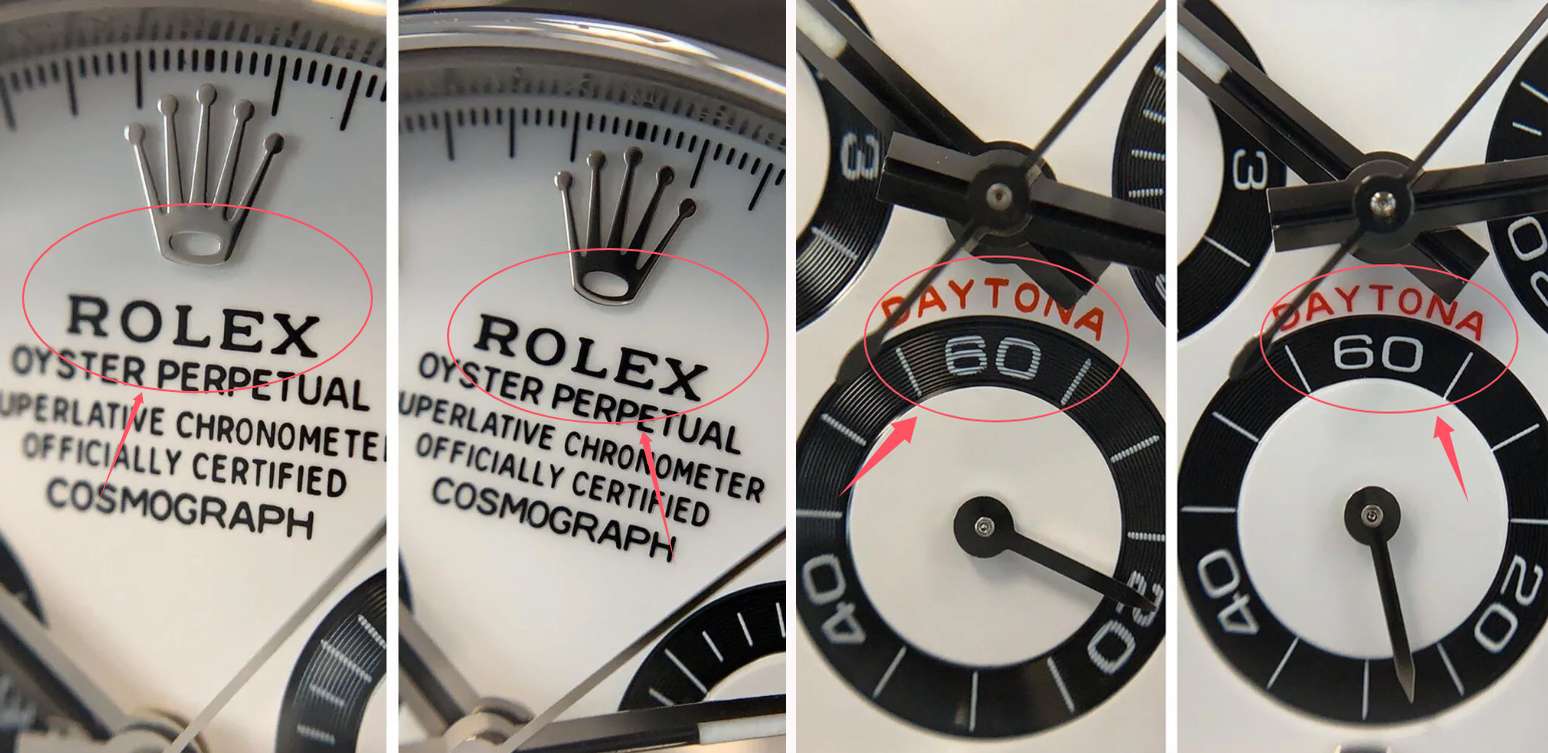 ROLEX
OYSTER PERPETUAL
UPERLATIVE CHRONOMETE
OFFICIALLY CERTIFIED
COSMOGRAPH
ROLEX
OYSTER PERPETUAL
UPERLATIVE CHRONOMETER
OFFICIALLY CERTIFIED
COSMOGRAPH
3
DAYTONA
60
20
40
3
DAYTONA
60
20
40